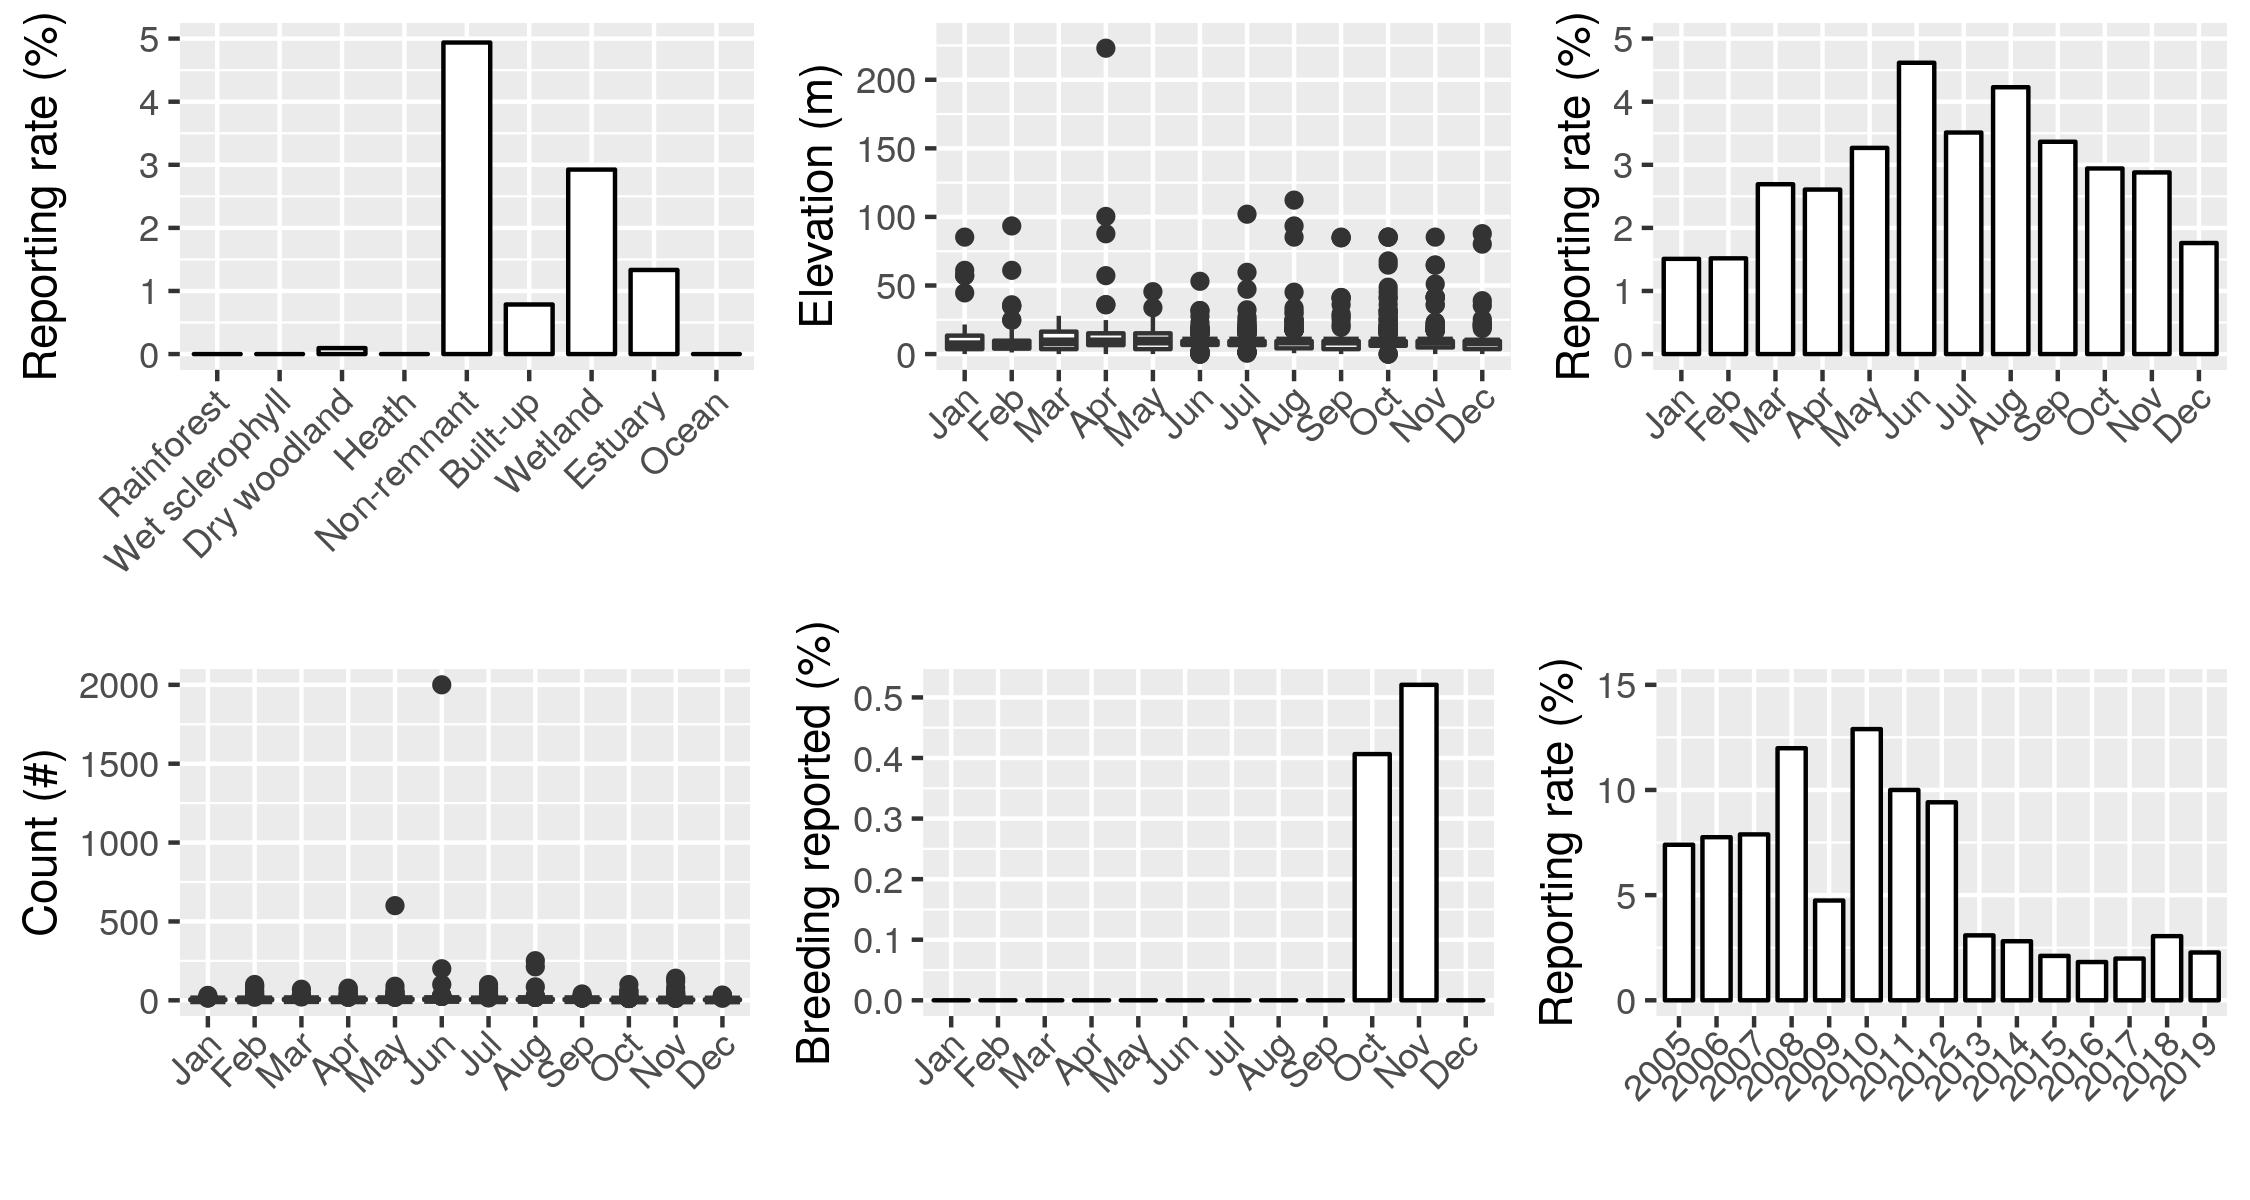 Reporting rate (%)
5
4
3
2
1
0
Rainforest
Wet sclerophyll
Dry woodland
Heath
Non-remnant
Built-up
Wetland
Estuary
Ocean
Elevation (m)
200
150
100
50
0
Jan
Feb
Mar
Apr
May
Jun
Jul
Aug
Sep
Oct
Nov
Dec
Reporting rate (%)
5
4
3
2
1
0
Jan
Feb
Mar
Apr
May
Jun
Jul
Aug
Sep
Oct
Nov
Dec
Count (#)
2000
1500
1000
500
0
Jan
Feb
Mar
Apr
May
Jun
Jul
Aug
Sep
Oct
Nov
Dec
Breeding reported (%)
0.5
0.4
0.3
0.2
0.1
0.0
Jan
Feb
Mar
Apr
May
Jun
Jul
Aug
Sep
Oct
Nov
Dec
Reporting rate (%)
15
10
5
0
2005
2006
2007
2008
2009
2010
2011
2012
2013
2014
2015
2016
2017
2018
2019